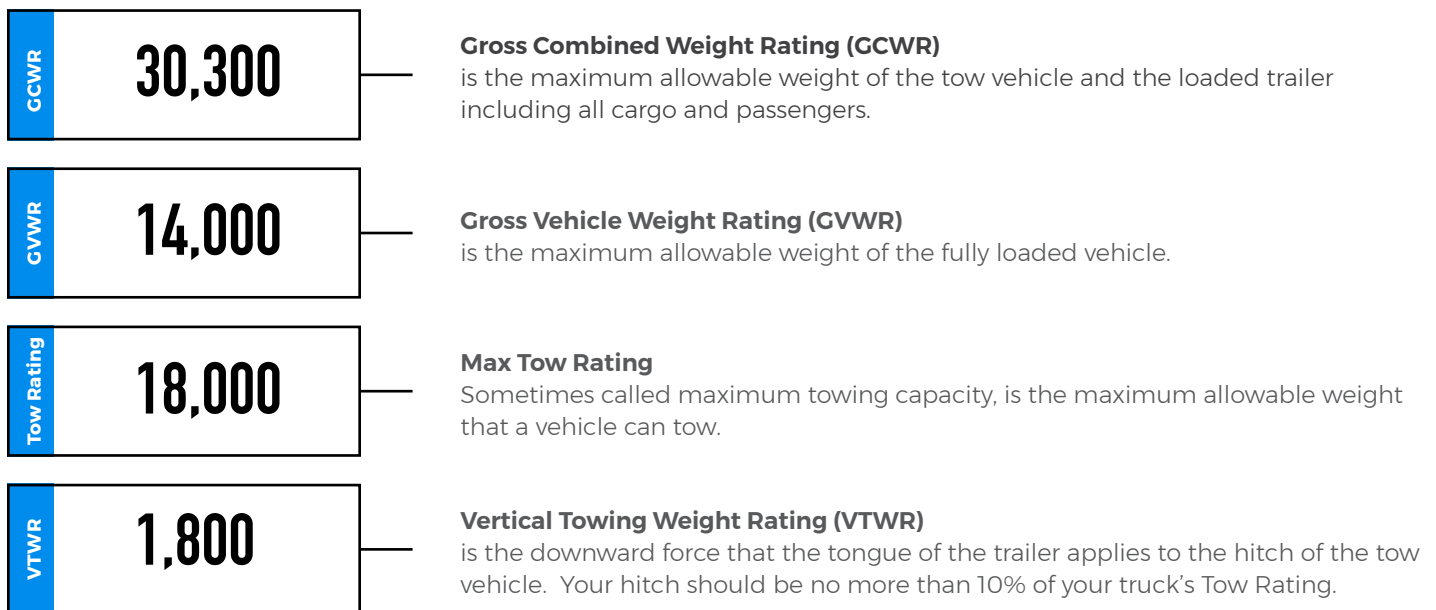 GCWR
30,300
Gross Combined Weight Rating (GCWR)
is the maximum allowable weight of the tow vehicle and the loaded trailer
including all cargo and passengers.
GVWR
14,000
Gross Vehicle Weight Rating (GVWR)
is the maximum allowable weight of the fully loaded vehicle.
Tow Rating
18,000
Max Tow Rating
Sometimes called maximum towing capacity, is the maximum allowable weight
that a vehicle can tow.
VTWR
1,800
Vertical Towing Weight Rating (VTWR)
is the downward force that the tongue of the trailer applies to the hitch of the tow
vehicle.  Your hitch should be no more than 10% of your truck's Tow Rating.